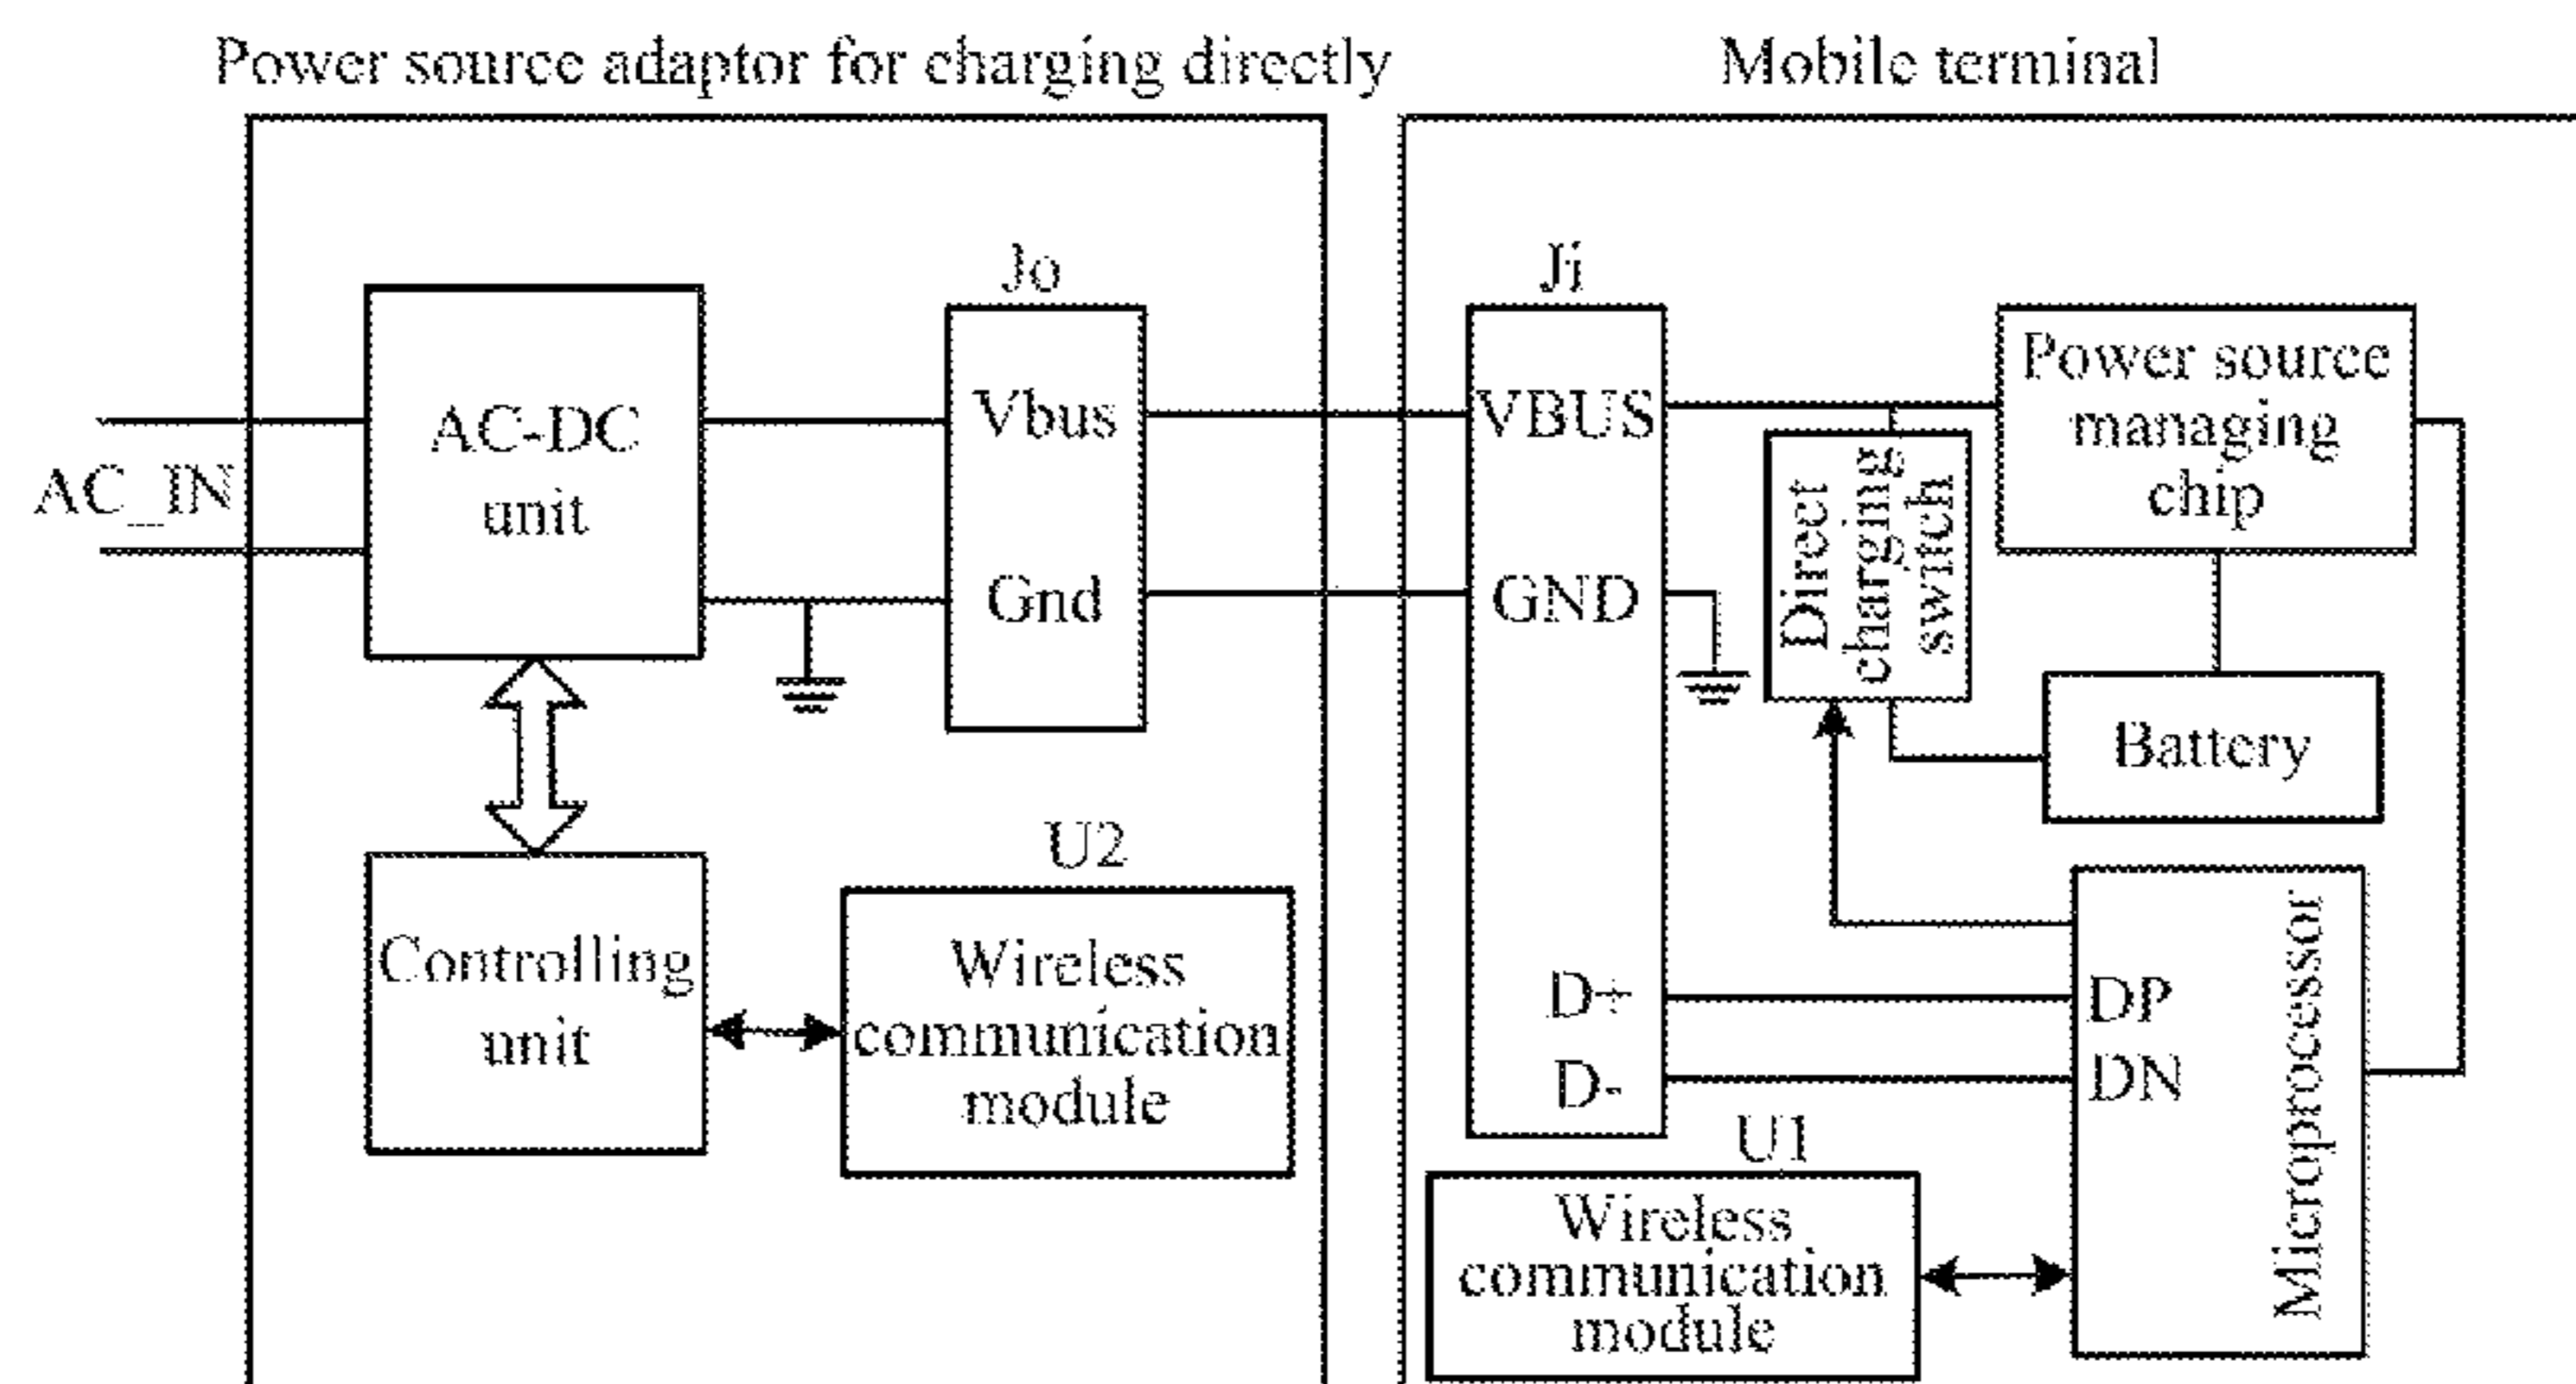 Power source adaptor for charging directly
Mobile terminal
Jo
Ji
AC_IN
AC-DC
unit
Vbus
Gnd
VBUS
GND
D+
D-
Direct
charging
switch
Power source
managing
chip
Battery
U2
Controlling
unit
Wireless
communication
module
DP
DN
Microprocessor
U1
Wireless
communication
module